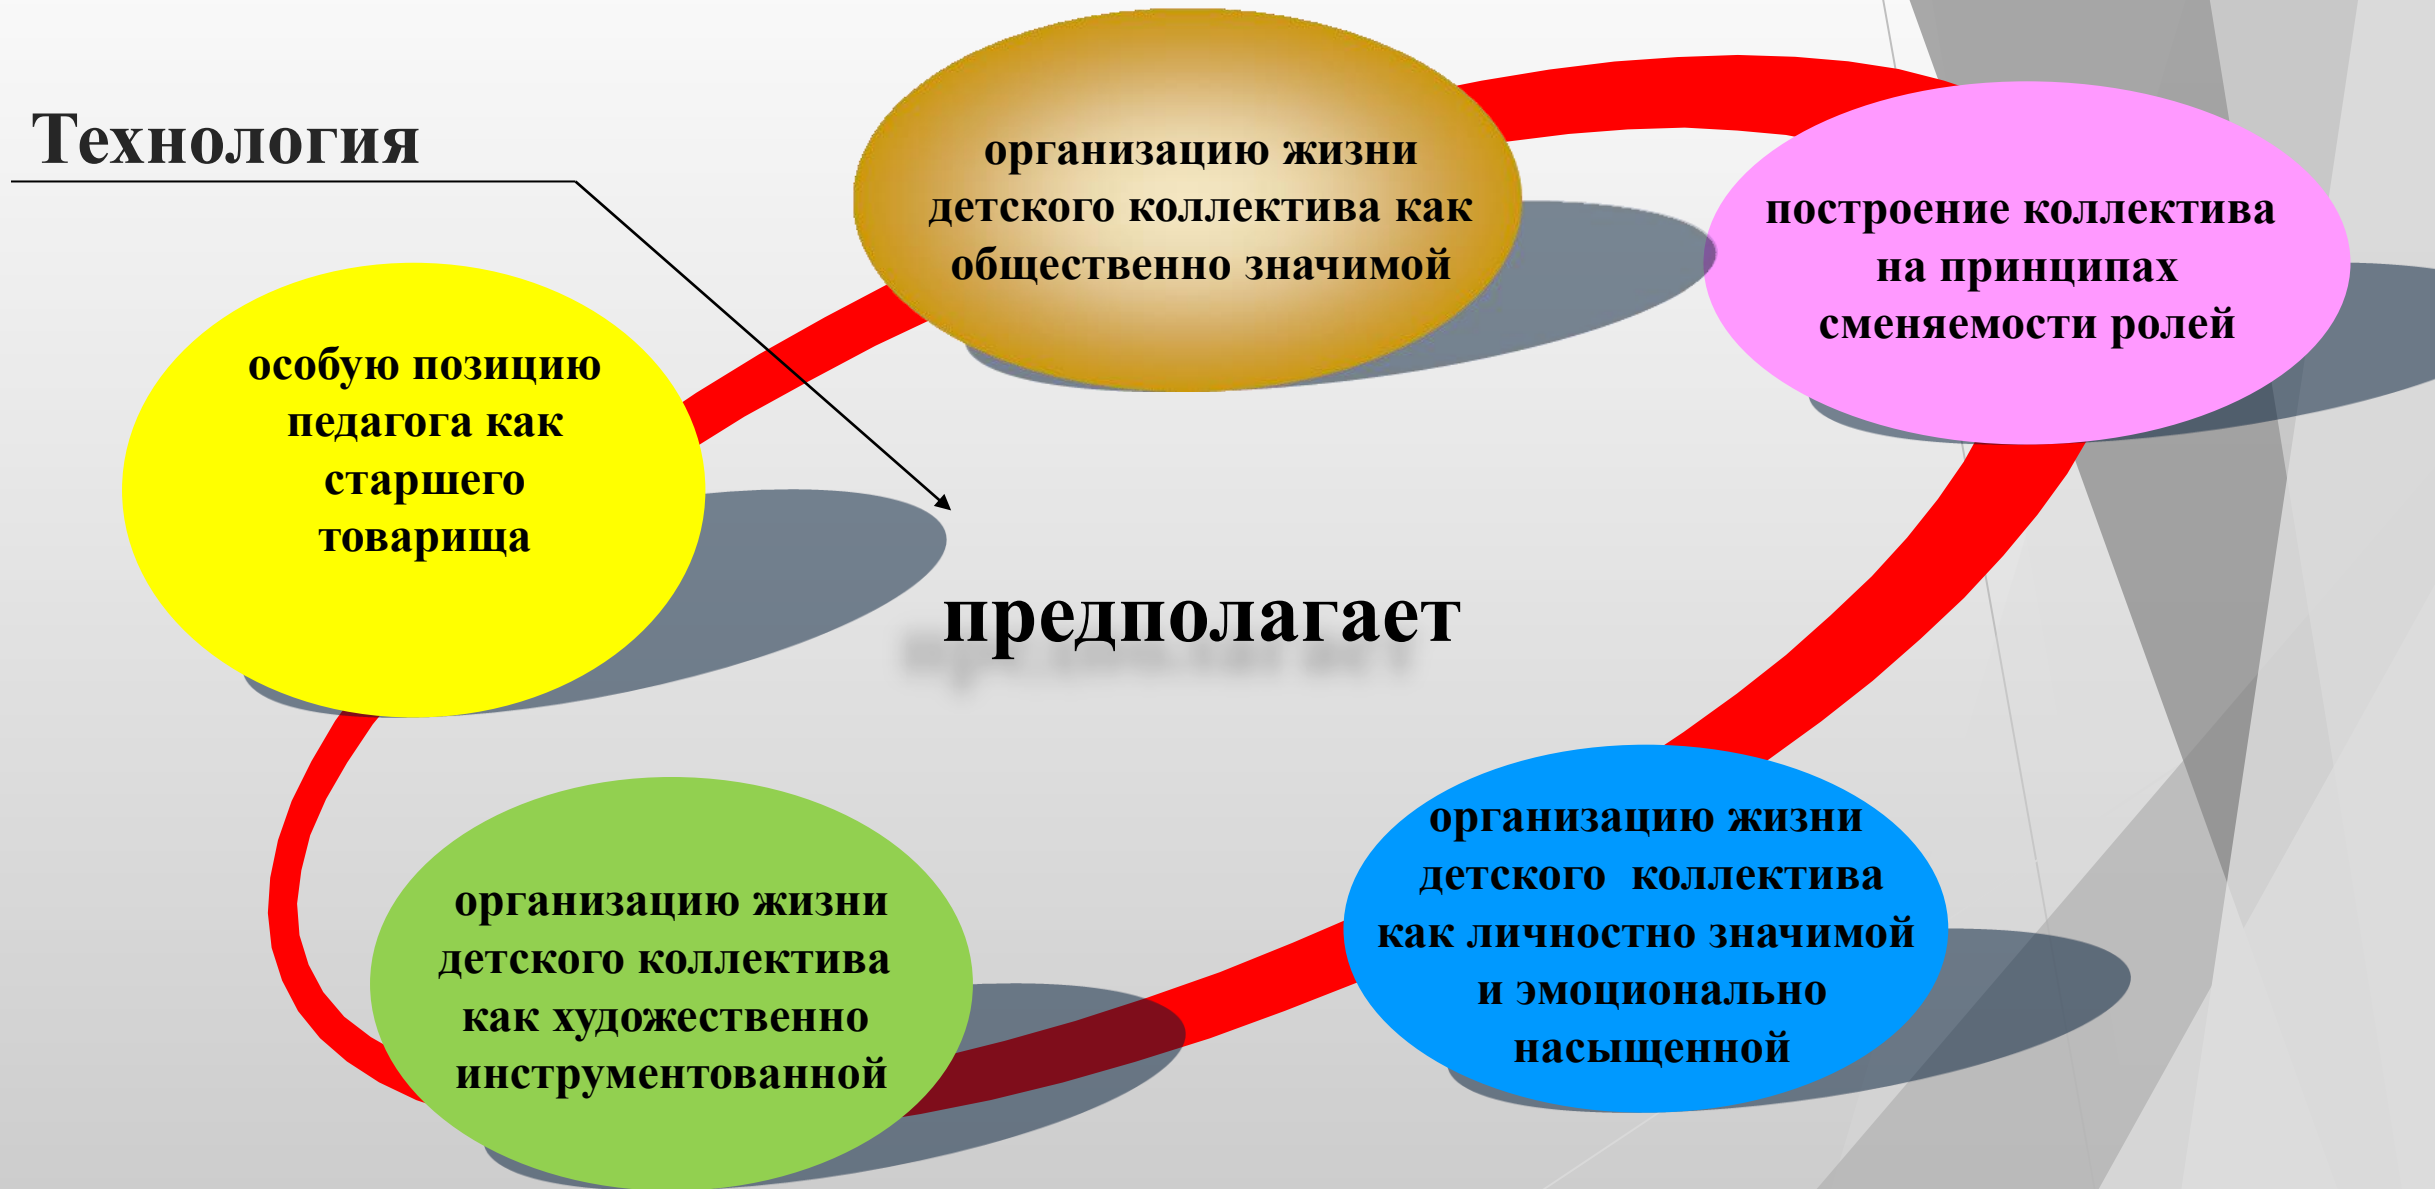 Технология
организацию жизни
детского коллектива как
общественно значимой
построение коллектива
на принципах
сменяемости ролей
особую позицию
педагога как
старшего
товарища
предполагает
организацию жизни
детского коллектива
как личностно значимой
и эмоционально
насыщенной
организацию жизни
детского коллектива
как художественно
инструментованной